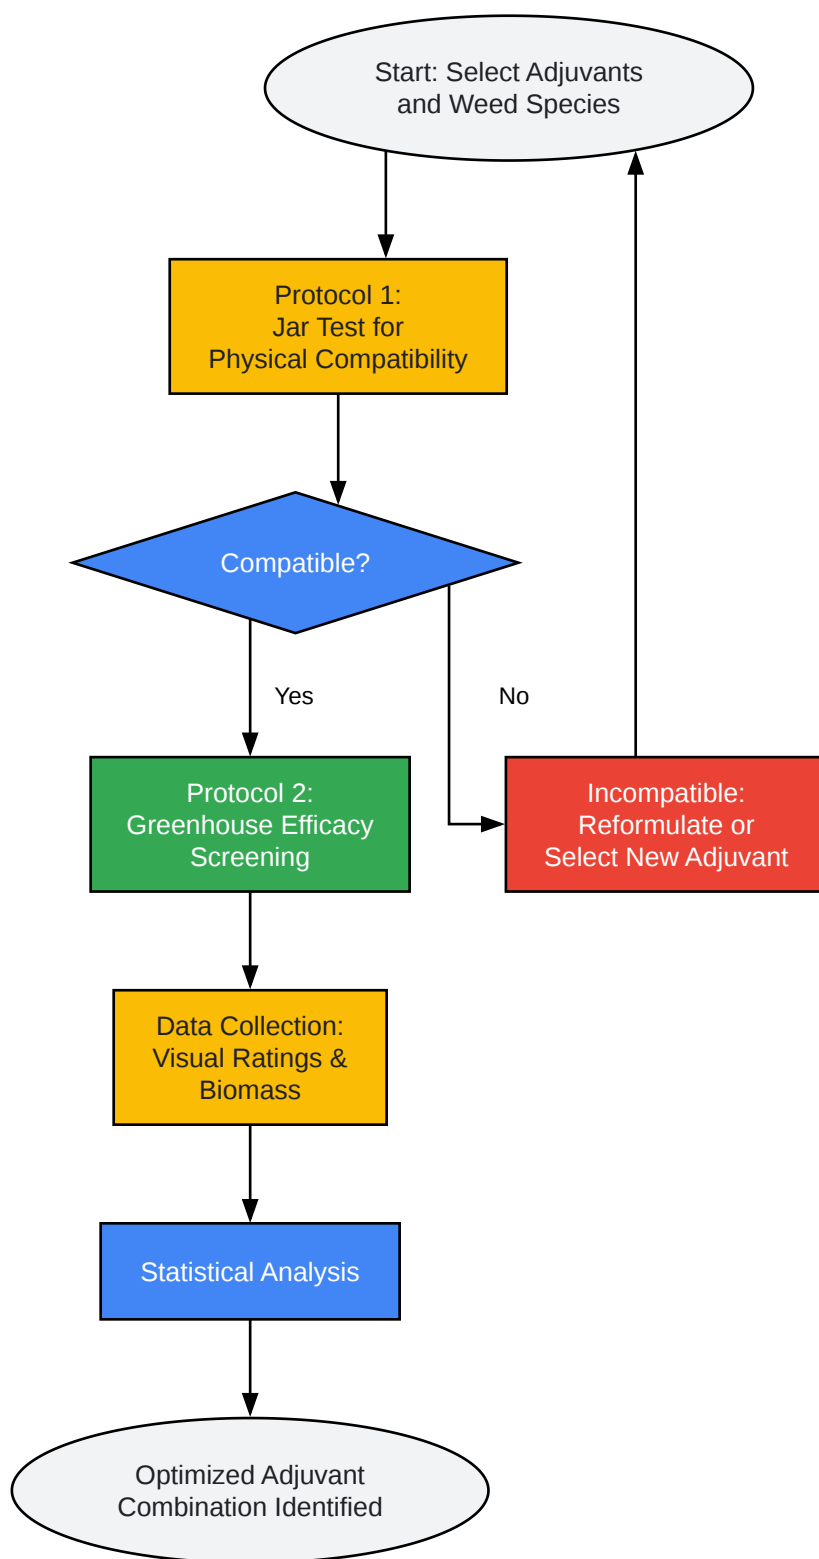 Start: Select Adjuvants
and Weed Species
Protocol 1:
Jar Test for
Physical Compatibility
Compatible?
Yes
No
Protocol 2:
Greenhouse Efficacy
Screening
Incompatible:
Reformulate or
Select New Adjuvant
Data Collection:
Visual Ratings &
Biomass
Statistical Analysis
Optimized Adjuvant
Combination Identified